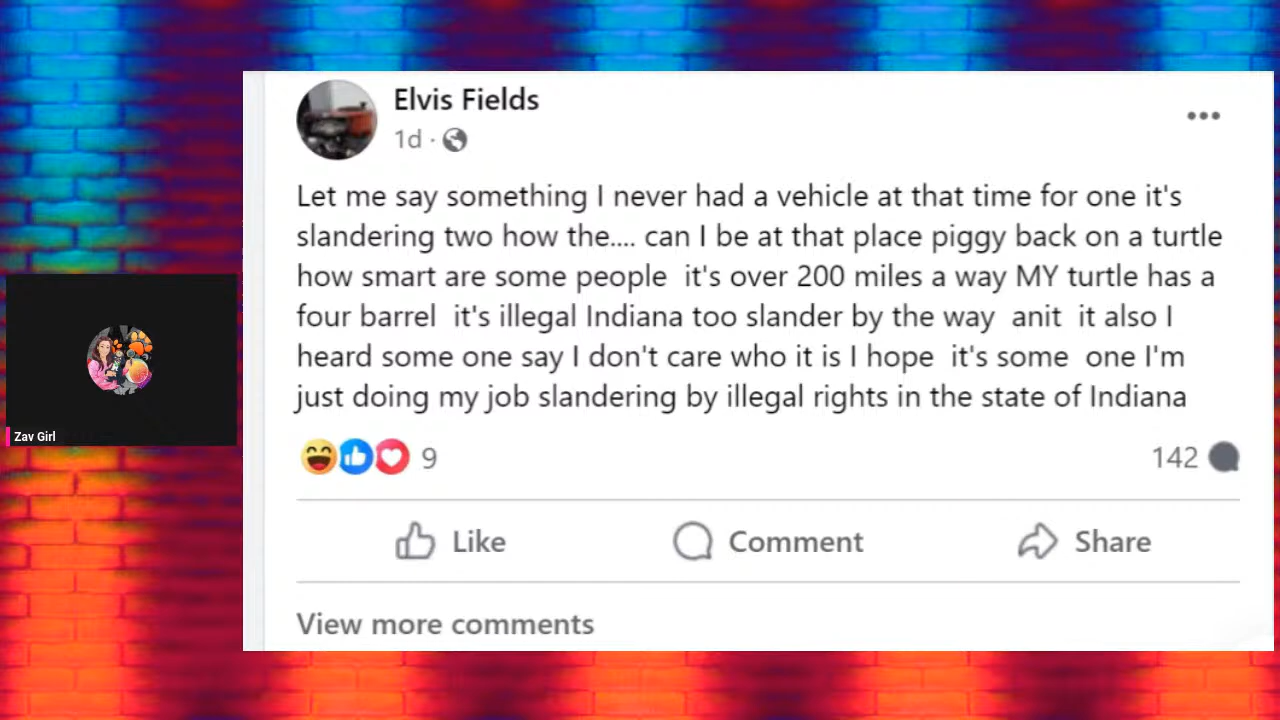 Elvis Fields
1d ·
Let me say something I never had a vehicle at that time for one it's
slandering two how the.... can I be at that place piggy back on a turtle
how smart are some people  it's over 200 miles a way MY turtle has a
four barrel  it's illegal Indiana too slander by the way  anit  it also I
heard some one say I don't care who it is I hope  it's some  one I'm
just doing my job slandering by illegal rights in the state of Indiana
9
142
Like
Comment
Share
View more comments
Zav Girl